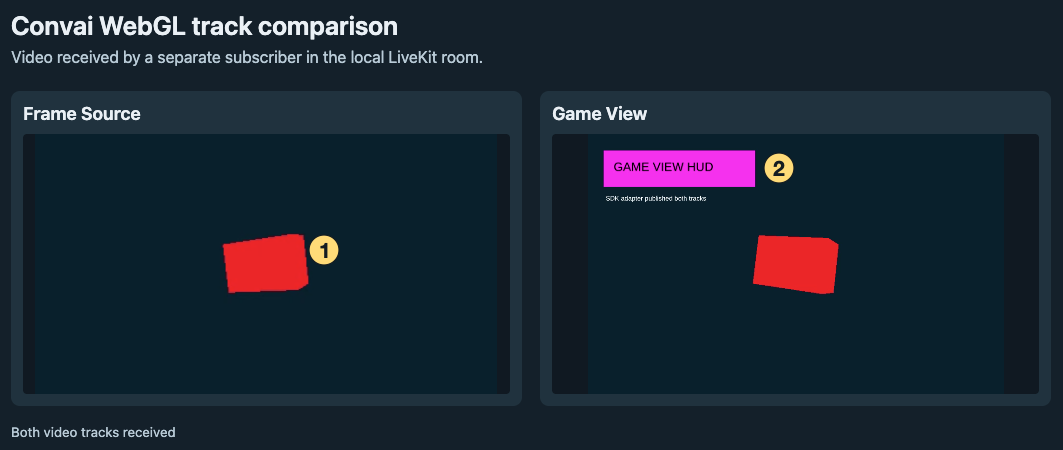 Convai WebGL track comparison
Video received by a separate subscriber in the local LiveKit room.
Frame Source
1
Game View
GAME VIEW HUD
2
SDK adapter published both tracks
Both video tracks received